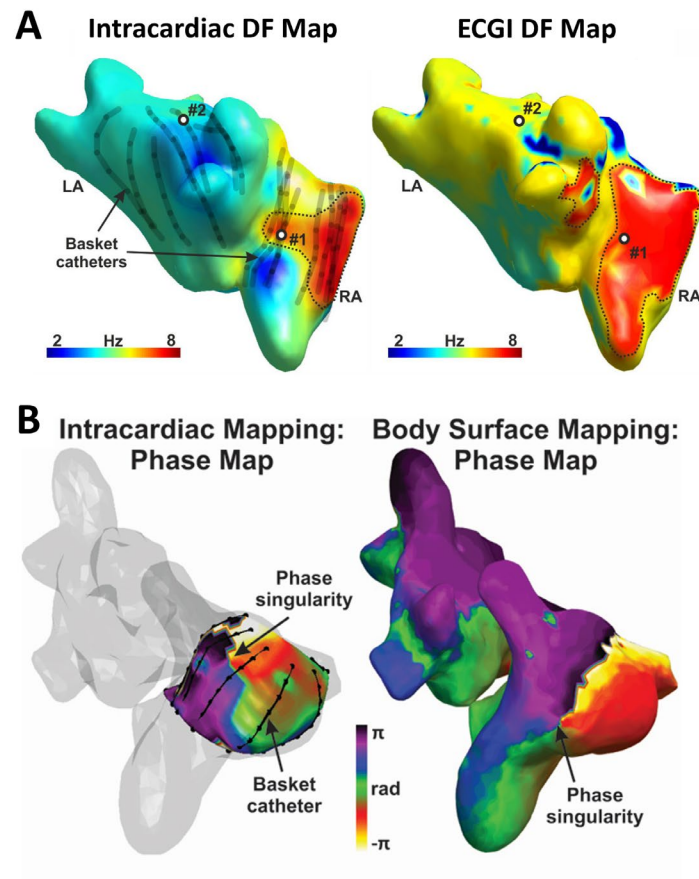 A
Intracardiac DF Map
ECGI DF Map
#2
#2
LA
LA
Basket
catheters
#1
#1
RA
RA
2 Hz 8
2 Hz 8
B
Intracardiac Mapping:
Phase Map
Body Surface Mapping:
Phase Map
Phase
singularity
Basket
catheter
π
rad
-π
Phase
singularity